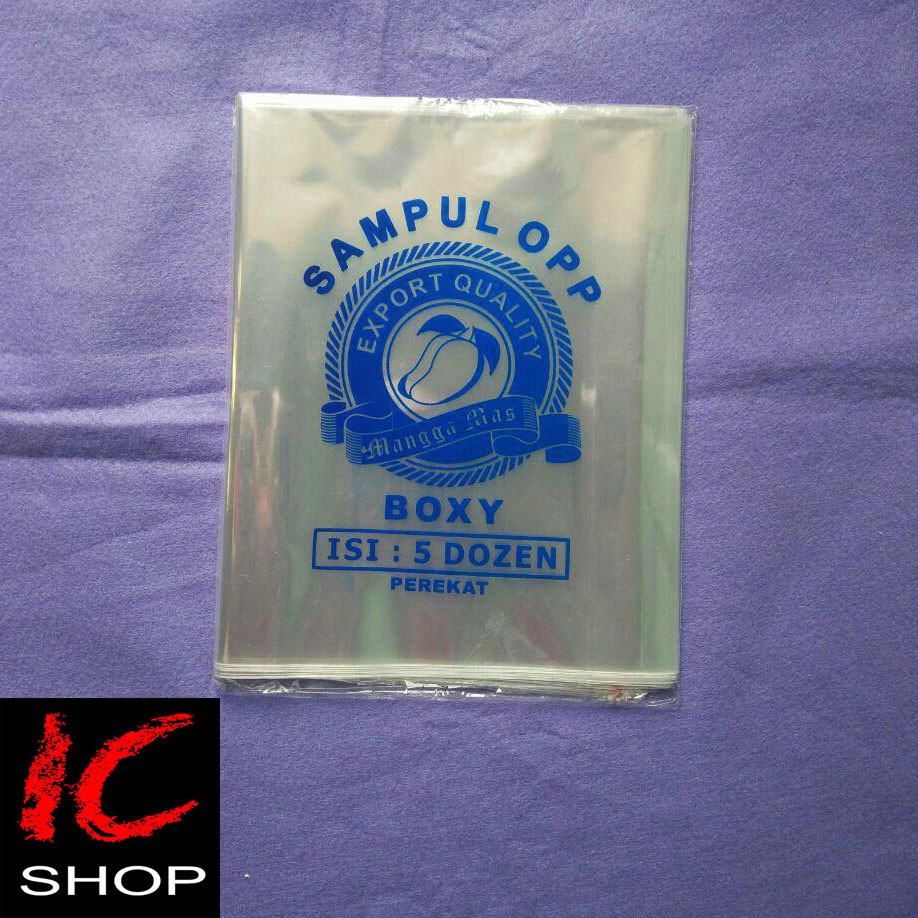 SAMPUL OPP
EXPORT QUALITY
Mangga Mas
BOXY
ISI : 5 DOZEN
PEREKAT
IC
SHOP